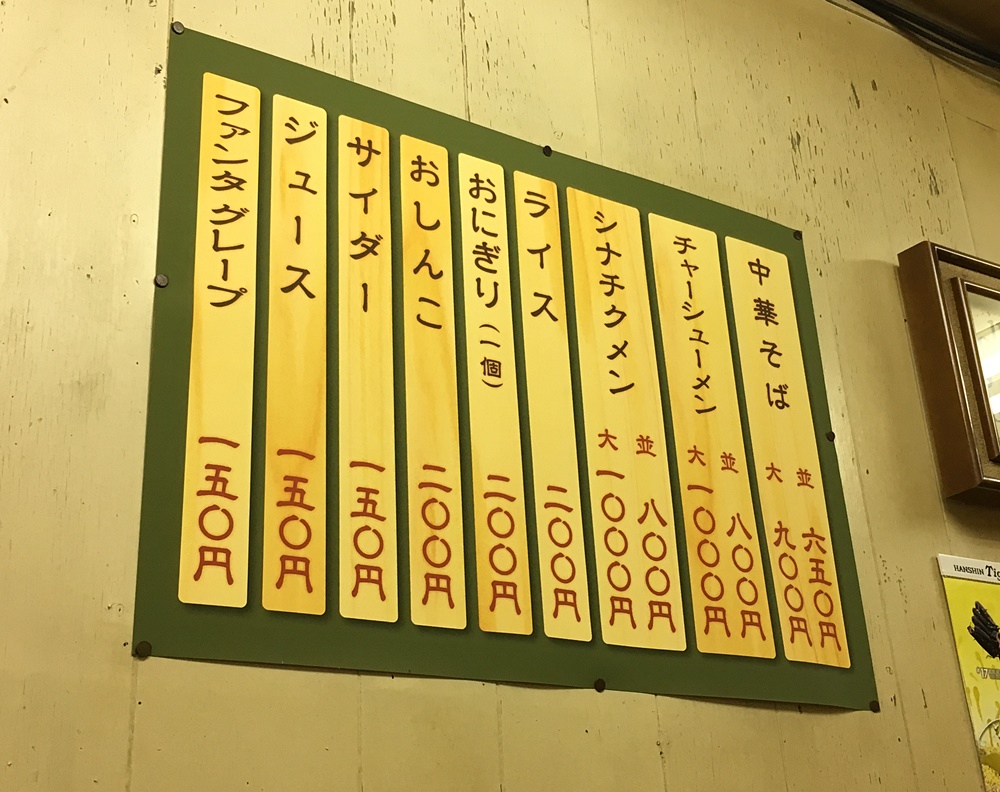 中華そば
並 六五〇円
大 九〇〇円
チャーシューメン
並 八〇〇円
大 一〇〇〇円
シナチクメン
並 八〇〇円
大 一〇〇〇円
ライス 二〇〇円
おにぎり(一個) 二〇〇円
おしんこ 二〇〇円
サイダー 一五〇円
ジュース 一五〇円
ファンタグレープ 一五〇円
HANSHIN Tig